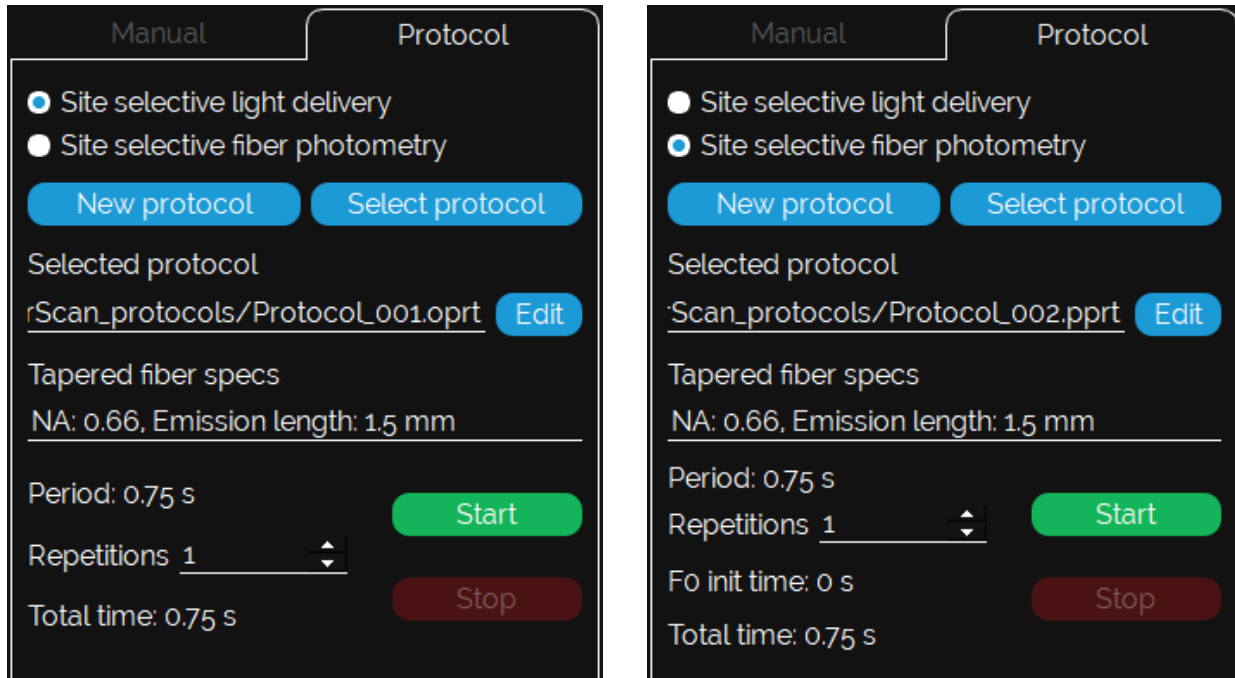 Manual Protocol
Site selective light delivery
Site selective fiber photometry
New protocol Select protocol
Selected protocol
rScan_protocols/Protocol_001.oprt Edit
Tapered fiber specs
NA: 0.66, Emission length: 1.5 mm
Period: 0.75 s
Start
Repetitions 1
Stop
Total time: 0.75 s
Manual Protocol
Site selective light delivery
Site selective fiber photometry
New protocol Select protocol
Selected protocol
Scan_protocols/Protocol_002.pprt Edit
Tapered fiber specs
NA: 0.66, Emission length: 1.5 mm
Period: 0.75 s
Repetitions 1 Start
F0 init time: 0 s
Stop
Total time: 0.75 s